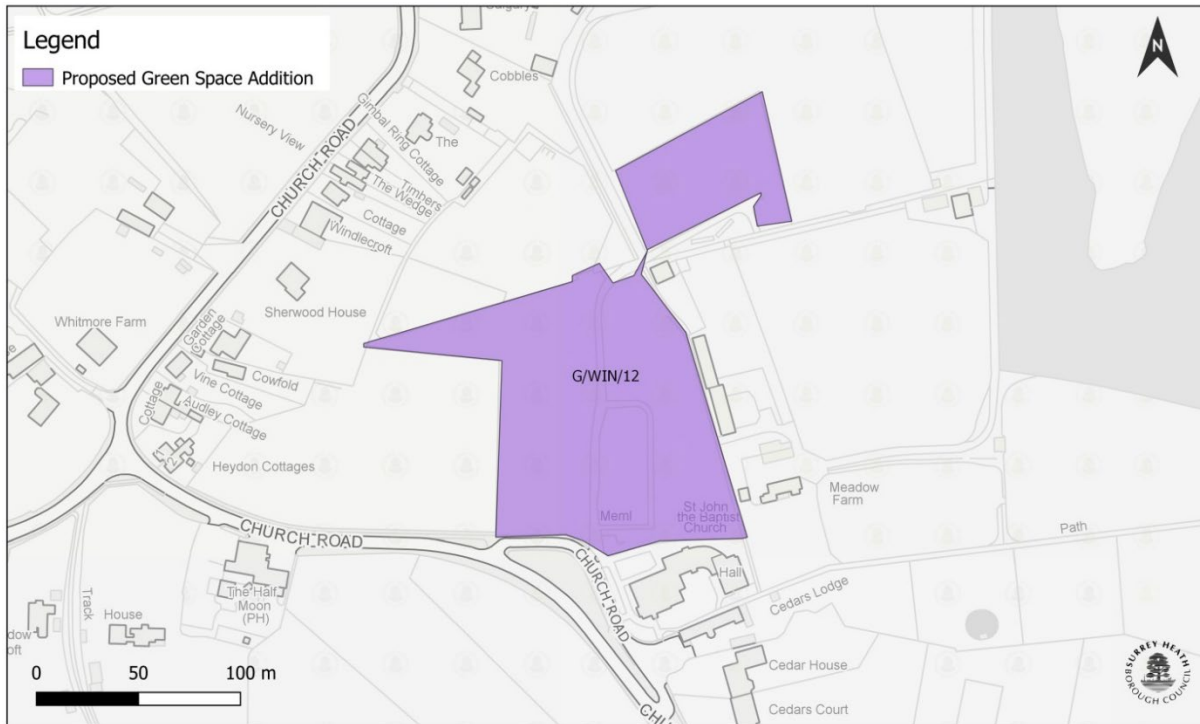 Legend
Proposed Green Space Addition
N
Cobbles
Nursery View
Gimbal Ring Cottage
The
CHURCH ROAD
Timbers
The Wedge
Cottage
Windlecroft
Sherwood House
Whitmore Farm
Garden
Cottage
Cowfold
Vine Cottage
Cottage
Audley Cottage
12
Heydon Cottages
G/WIN/12
Meml
St John
the Baptist
Church
Meadow
Farm
Path
CHURCH ROAD
CHURCH ROAD
Hall
Cedars Lodge
The Half
Moon
(PH)
House
Track
0 50 100 m
Cedar House
Cedars Court
SURREY HEATH
BOROUGH COUNCIL